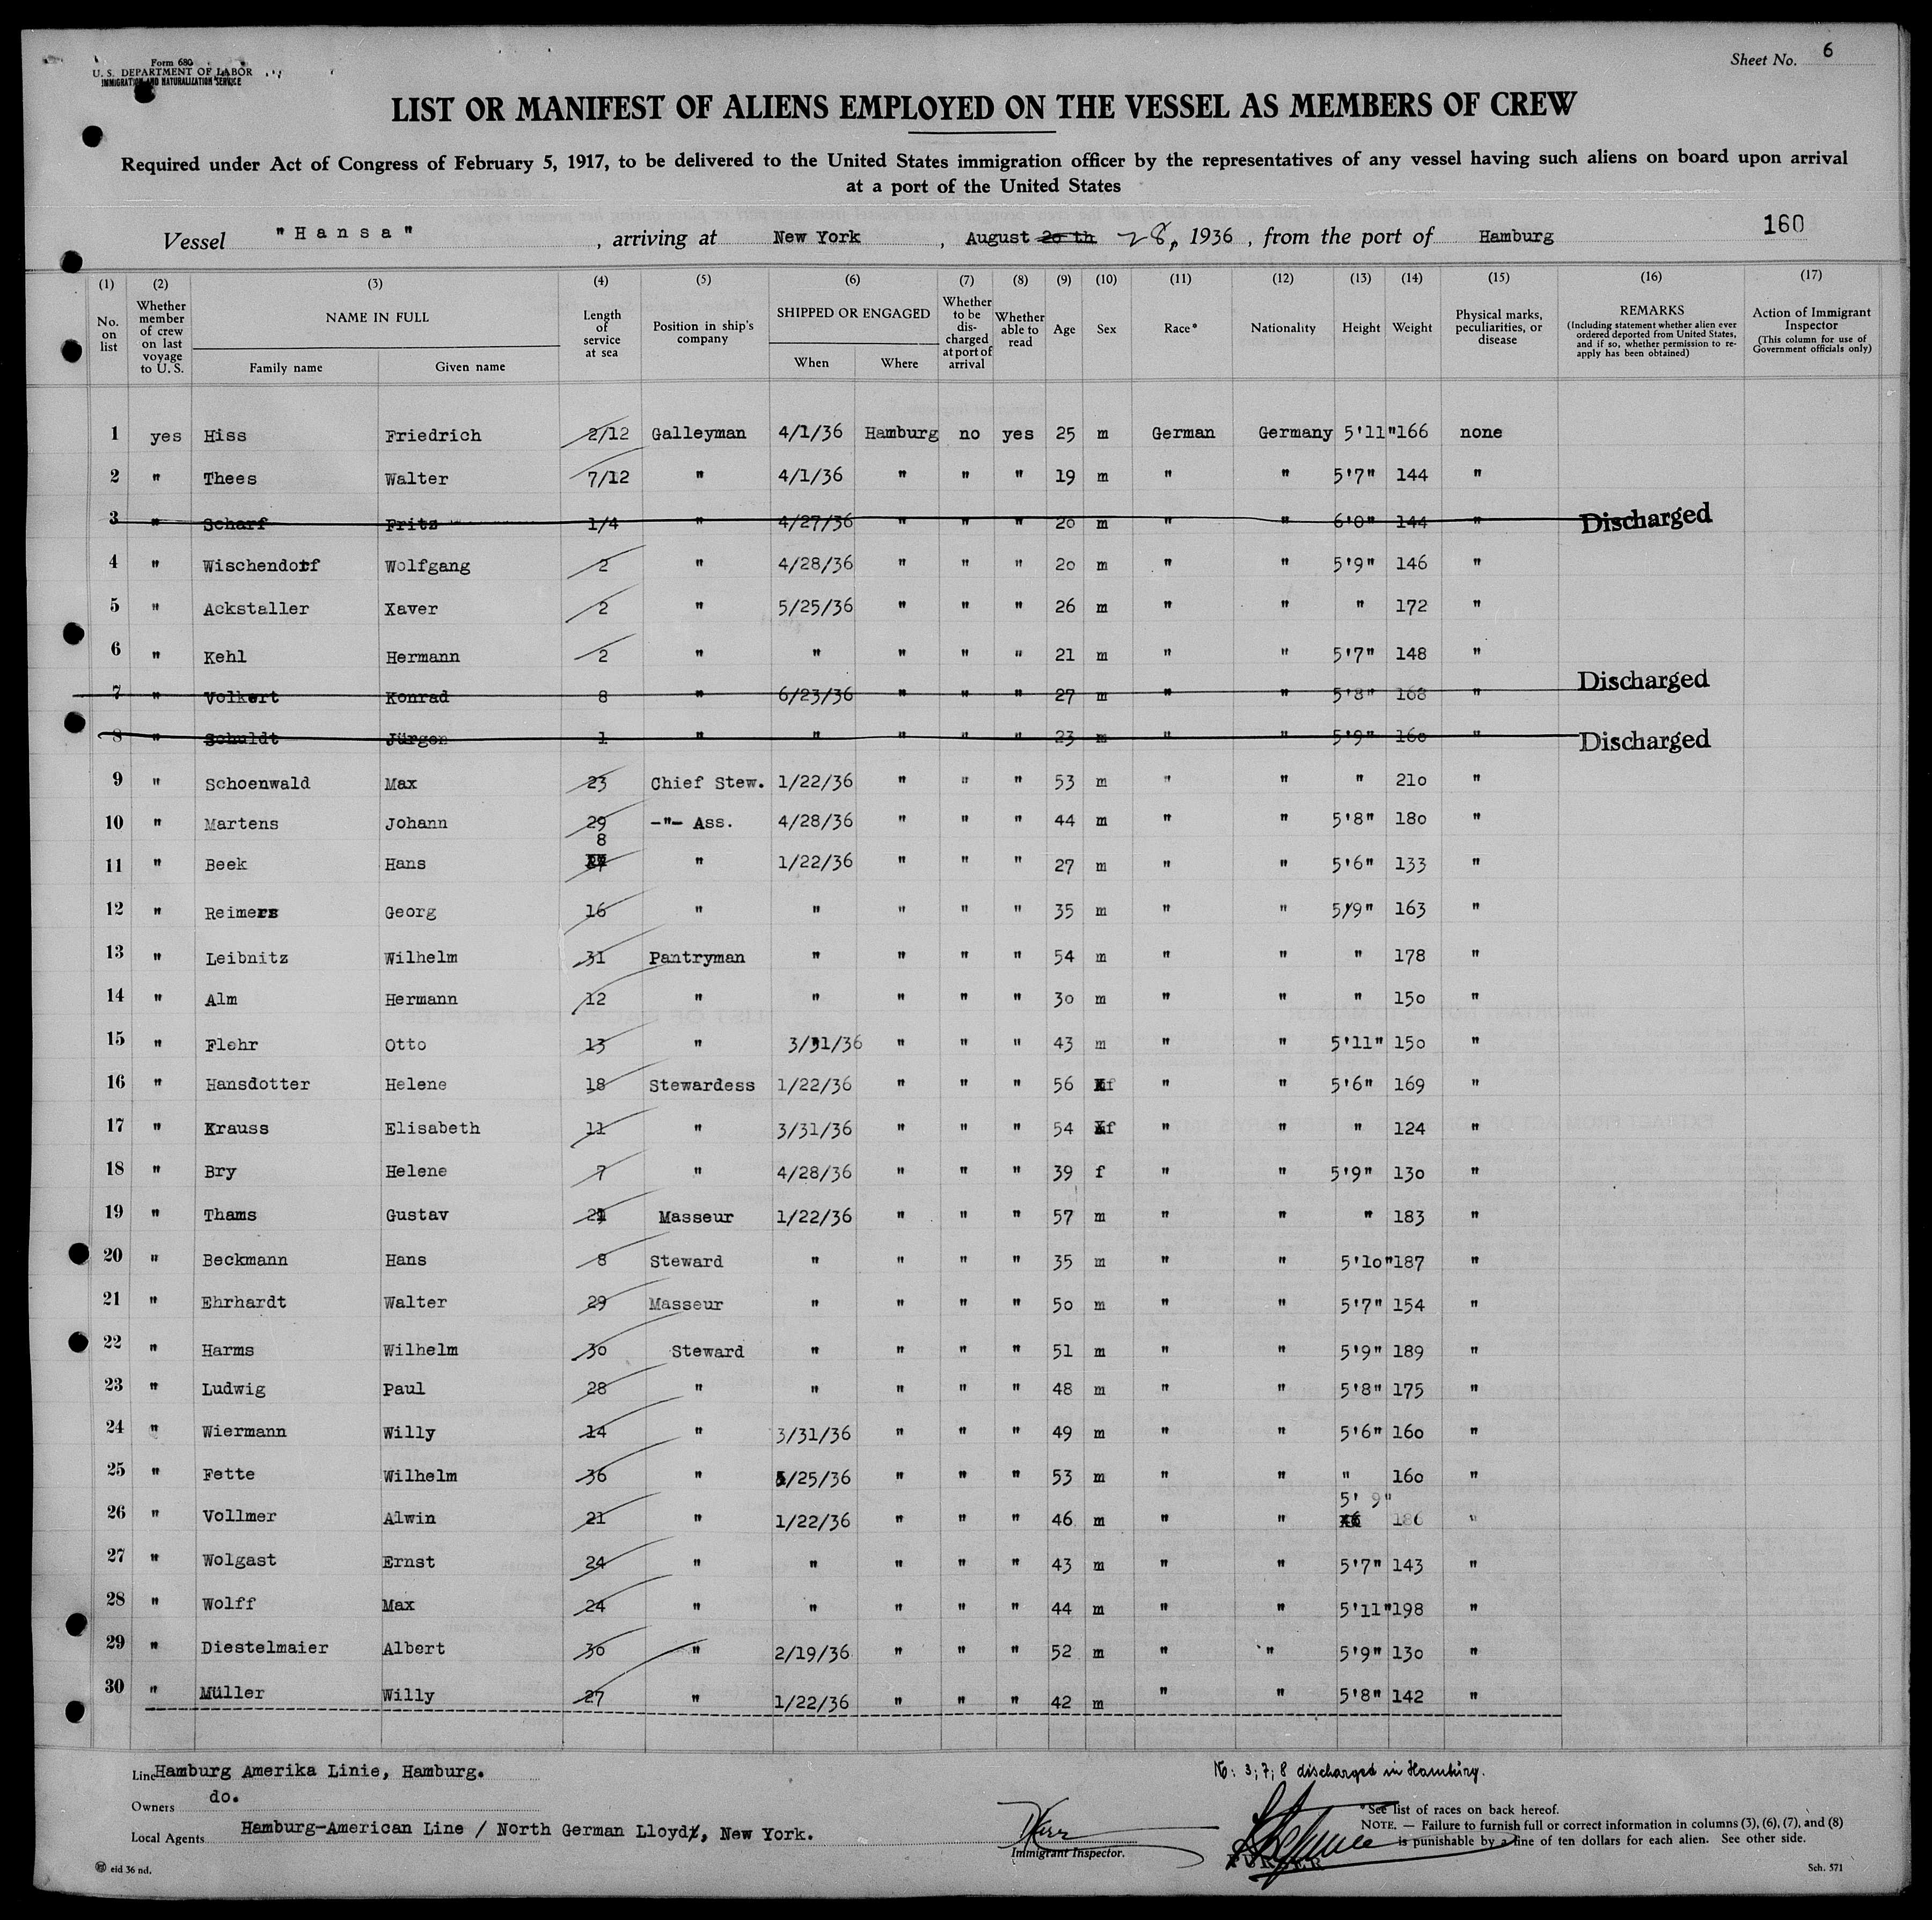 Form 680
U. S. DEPARTMENT OF LABOR
IMMIGRATION AND NATURALIZATION SERVICE
Sheet No. 6
LIST OR MANIFEST OF ALIENS EMPLOYED ON THE VESSEL AS MEMBERS OF CREW
Required under Act of Congress of February 5, 1917, to be delivered to the United States immigration officer by the representatives of any vessel having such aliens on board upon arrival
at a port of the United States
160
Vessel "Hansa", arriving at New York, August 20 th 28, 1936, from the port of Hamburg
(1) (2) (3) (4) (5) (6) (7) (8) (9) (10) (11) (12) (13) (14) (15) (16) (17)
No. on list
Whether member of crew on last voyage to U. S.
NAME IN FULL
Family name Given name
Length of service at sea
Position in ship's company
SHIPPED OR ENGAGED
When Where
Whether to be discharged at port of arrival
Whether able to read
Age
Sex
Race*
Nationality
Height
Weight
Physical marks, peculiarities, or disease
REMARKS
(Including statement whether alien ever ordered deported from United States, and if so, whether permission to reapply has been obtained)
Action of Immigrant Inspector
(This column for use of Government officials only)
1 yes Hiss Friedrich 2/12 Galleyman 4/1/36 Hamburg no yes 25 m German Germany 5'11" 166 none
2 " Thees Walter 7/12 " 4/1/36 " " " 19 m " " 5'7" 144 "
3 " Scharf Fritz 1/4 " 4/27/36 " " " 20 m " " 6'0" 144 " Discharged
4 " Wischendorf Wolfgang 2 " 4/28/36 " " " 20 m " " 5'9" 146 "
5 " Ackstaller Xaver 2 " 5/25/36 " " " 26 m " " " 172 "
6 " Kehl Hermann 2 " " " " " 21 m " " 5'7" 148 "
7 " Volkert Konrad 8 " 6/23/36 " " " 27 m " " 5'8" 168 " Discharged
8 " Schuldt Jürgen 1 " " " " " 23 m " " 5'9" 160 " Discharged
9 " Schoenwald Max 23 Chief Stew. 1/22/36 " " " 53 m " " " 210 "
10 " Martens Johann 29 -"- Ass. 4/28/36 " " " 44 m " " 5'8" 180 "
11 " Beek Hans 8 " 1/22/36 " " " 27 m " " 5'6" 133 "
12 " Reimers Georg 16 " " " " " 35 m " " 5'9" 163 "
13 " Leibnitz Wilhelm 31 Pantryman " " " " 54 m " " " 178 "
14 " Alm Hermann 12 " " " " " 30 m " " " 150 "
15 " Flehr Otto 13 " 3/31/36 " " " 43 m " " 5'11" 150 "
16 " Hansdotter Helene 18 Stewardess 1/22/36 " " " 56 f " " 5'6" 169 "
17 " Krauss Elisabeth 11 " 3/31/36 " " " 54 f " " " 124 "
18 " Bry Helene 7 " 4/28/36 " " " 39 f " " 5'9" 130 "
19 " Thams Gustav Masseur 1/22/36 " " " 57 m " " " 183 "
20 " Beckmann Hans 8 Steward " " " " 35 m " " 5'10" 187 "
21 " Ehrhardt Walter 29 Masseur " " " " 50 m " " 5'7" 154 "
22 " Harms Wilhelm 30 Steward " " " " 51 m " " 5'9" 189 "
23 " Ludwig Paul 28 " " " " " 48 m " " 5'8" 175 "
24 " Wiermann Willy 14 " 3/31/36 " " " 49 m " " 5'6" 160 "
25 " Fette Wilhelm 36 " 5/25/36 " " " 53 m " " " 160 "
26 " Vollmer Alwin 21 " 1/22/36 " " " 46 m " " 5' 9" 186 "
27 " Wolgast Ernst 24 " " " " " 43 m " " 5'7" 143 "
28 " Wolff Max 24 " " " " " 44 m " " 5'11" 198 "
29 " Diestelmaier Albert 30 " 2/19/36 " " " 52 m " " 5'9" 130 "
30 " Müller Willy 27 " 1/22/36 " " " 42 m " " 5'8" 142 "
Line Hamburg Amerika Linie, Hamburg.
No: 3; 7; 8 discharged in Hamburg.
Owners do.
Local Agents Hamburg-American Line / North German Lloyd, New York.
Immigrant Inspector.
PURSER
*See list of races on back hereof.
NOTE. — Failure to furnish full or correct information in columns (3), (6), (7), and (8)
is punishable by a fine of ten dollars for each alien. See other side.
eid 36 nd.
Sch. 571